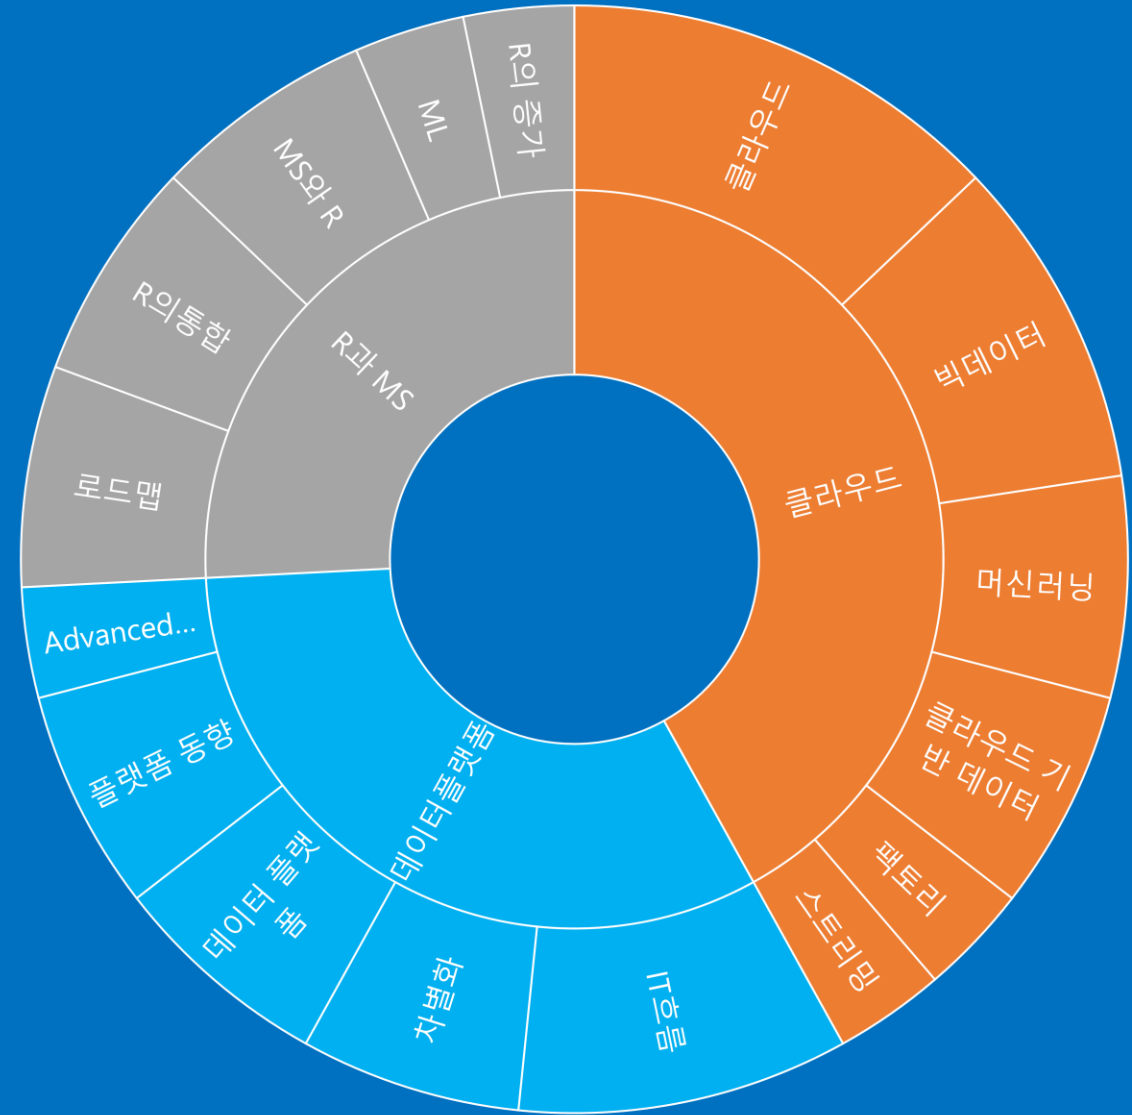 클라우드
클라우드
빅데이터
머신러닝
클라우드 기
반 데이터
팩토리
스트리밍
데이터플랫폼
IT흐름
차별화
데이터 플랫
폼
플랫폼 동향
Advanced...
R과 MS
로드맵
R의통합
MS와 R
ML
R의 증가